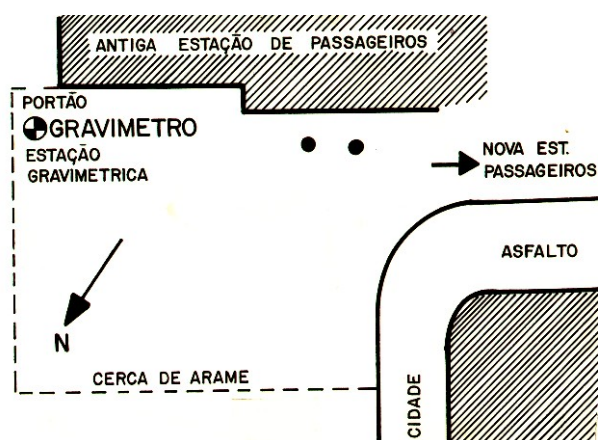 ANTIGA ESTAÇÃO DE PASSAGEIROS
PORTÃO
GRAVIMETRO
ESTAÇÃO
GRAVIMETRICA
NOVA EST.
PASSAGEIROS
ASFALTO
N
CERCA DE ARAME
CIDADE